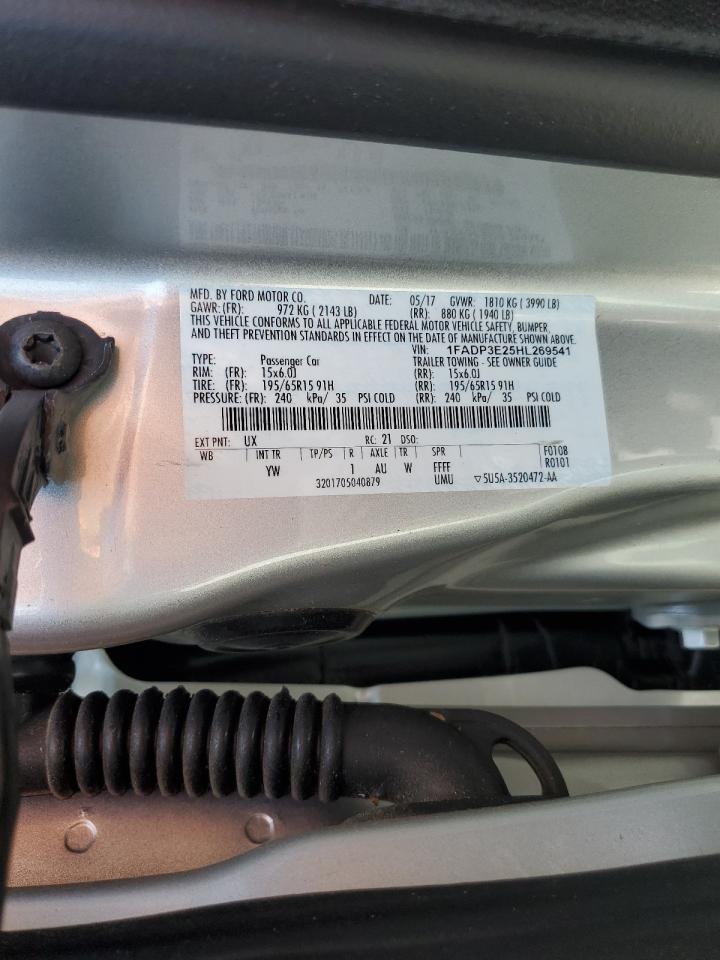 MFD. BY FORD MOTOR CO. DATE: 05/17 GVWR: 1810 KG ( 3990 LB)
GAWR:(FR): 972 KG ( 2143 LB) (RR): 880 KG ( 1940 LB)
THIS VEHICLE CONFORMS TO ALL APPLICABLE FEDERAL MOTOR VEHICLE SAFETY, BUMPER,
AND THEFT PREVENTION STANDARDS IN EFFECT ON THE DATE OF MANUFACTURE SHOWN ABOVE.
VIN: 1FADP3E25HL269541
TYPE: Passenger Car TRAILER TOWING - SEE OWNER GUIDE
RIM: (FR): 15x6.0J (RR): 15x6.0J
TIRE: (FR): 195/65R15 91H (RR): 195/65R15 91H
PRESSURE:(FR): 240 kPa/ 35 PSI COLD (RR): 240 kPa/ 35 PSI COLD
EXT PNT: UX RC: 21 DSO:
WB INT TR TP/PS R AXLE TR SPR F0108
R0101
YW 1 AU W FFFF
3201705040879 UMU ▽5U5A-3520472-AA